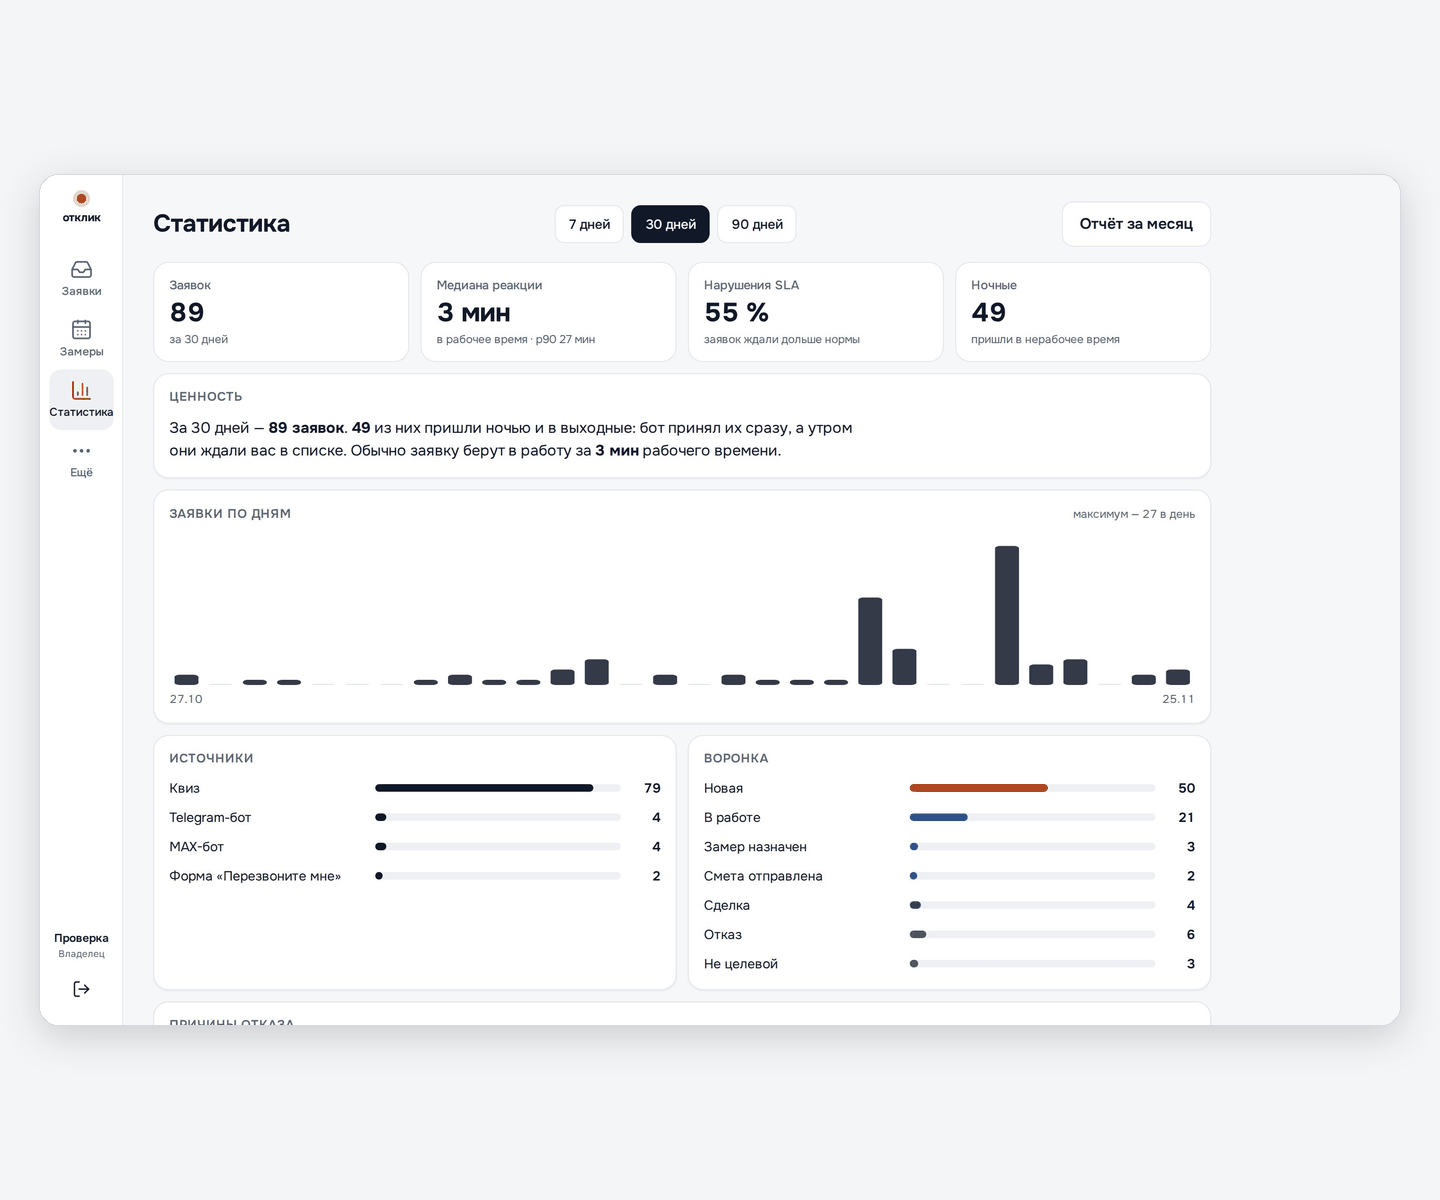 отклик
Заявки
Замеры
Статистика
Ещё
Проверка
Владелец
Статистика
7 дней
30 дней
90 дней
Отчёт за месяц
Заявок
89
за 30 дней
Медиана реакции
3 мин
в рабочее время · p90 27 мин
Нарушения SLA
55 %
заявок ждали дольше нормы
Ночные
49
пришли в нерабочее время
ЦЕННОСТЬ
За 30 дней — 89 заявок. 49 из них пришли ночью и в выходные: бот принял их сразу, а утром
они ждали вас в списке. Обычно заявку берут в работу за 3 мин рабочего времени.
ЗАЯВКИ ПО ДНЯМ
максимум — 27 в день
27.10
25.11
ИСТОЧНИКИ
Квиз 79
Telegram-бот 4
MAX-бот 4
Форма «Перезвоните мне» 2
ВОРОНКА
Новая 50
В работе 21
Замер назначен 3
Смета отправлена 2
Сделка 4
Отказ 6
Не целевой 3
ПРИЧИНЫ ОТКАЗА